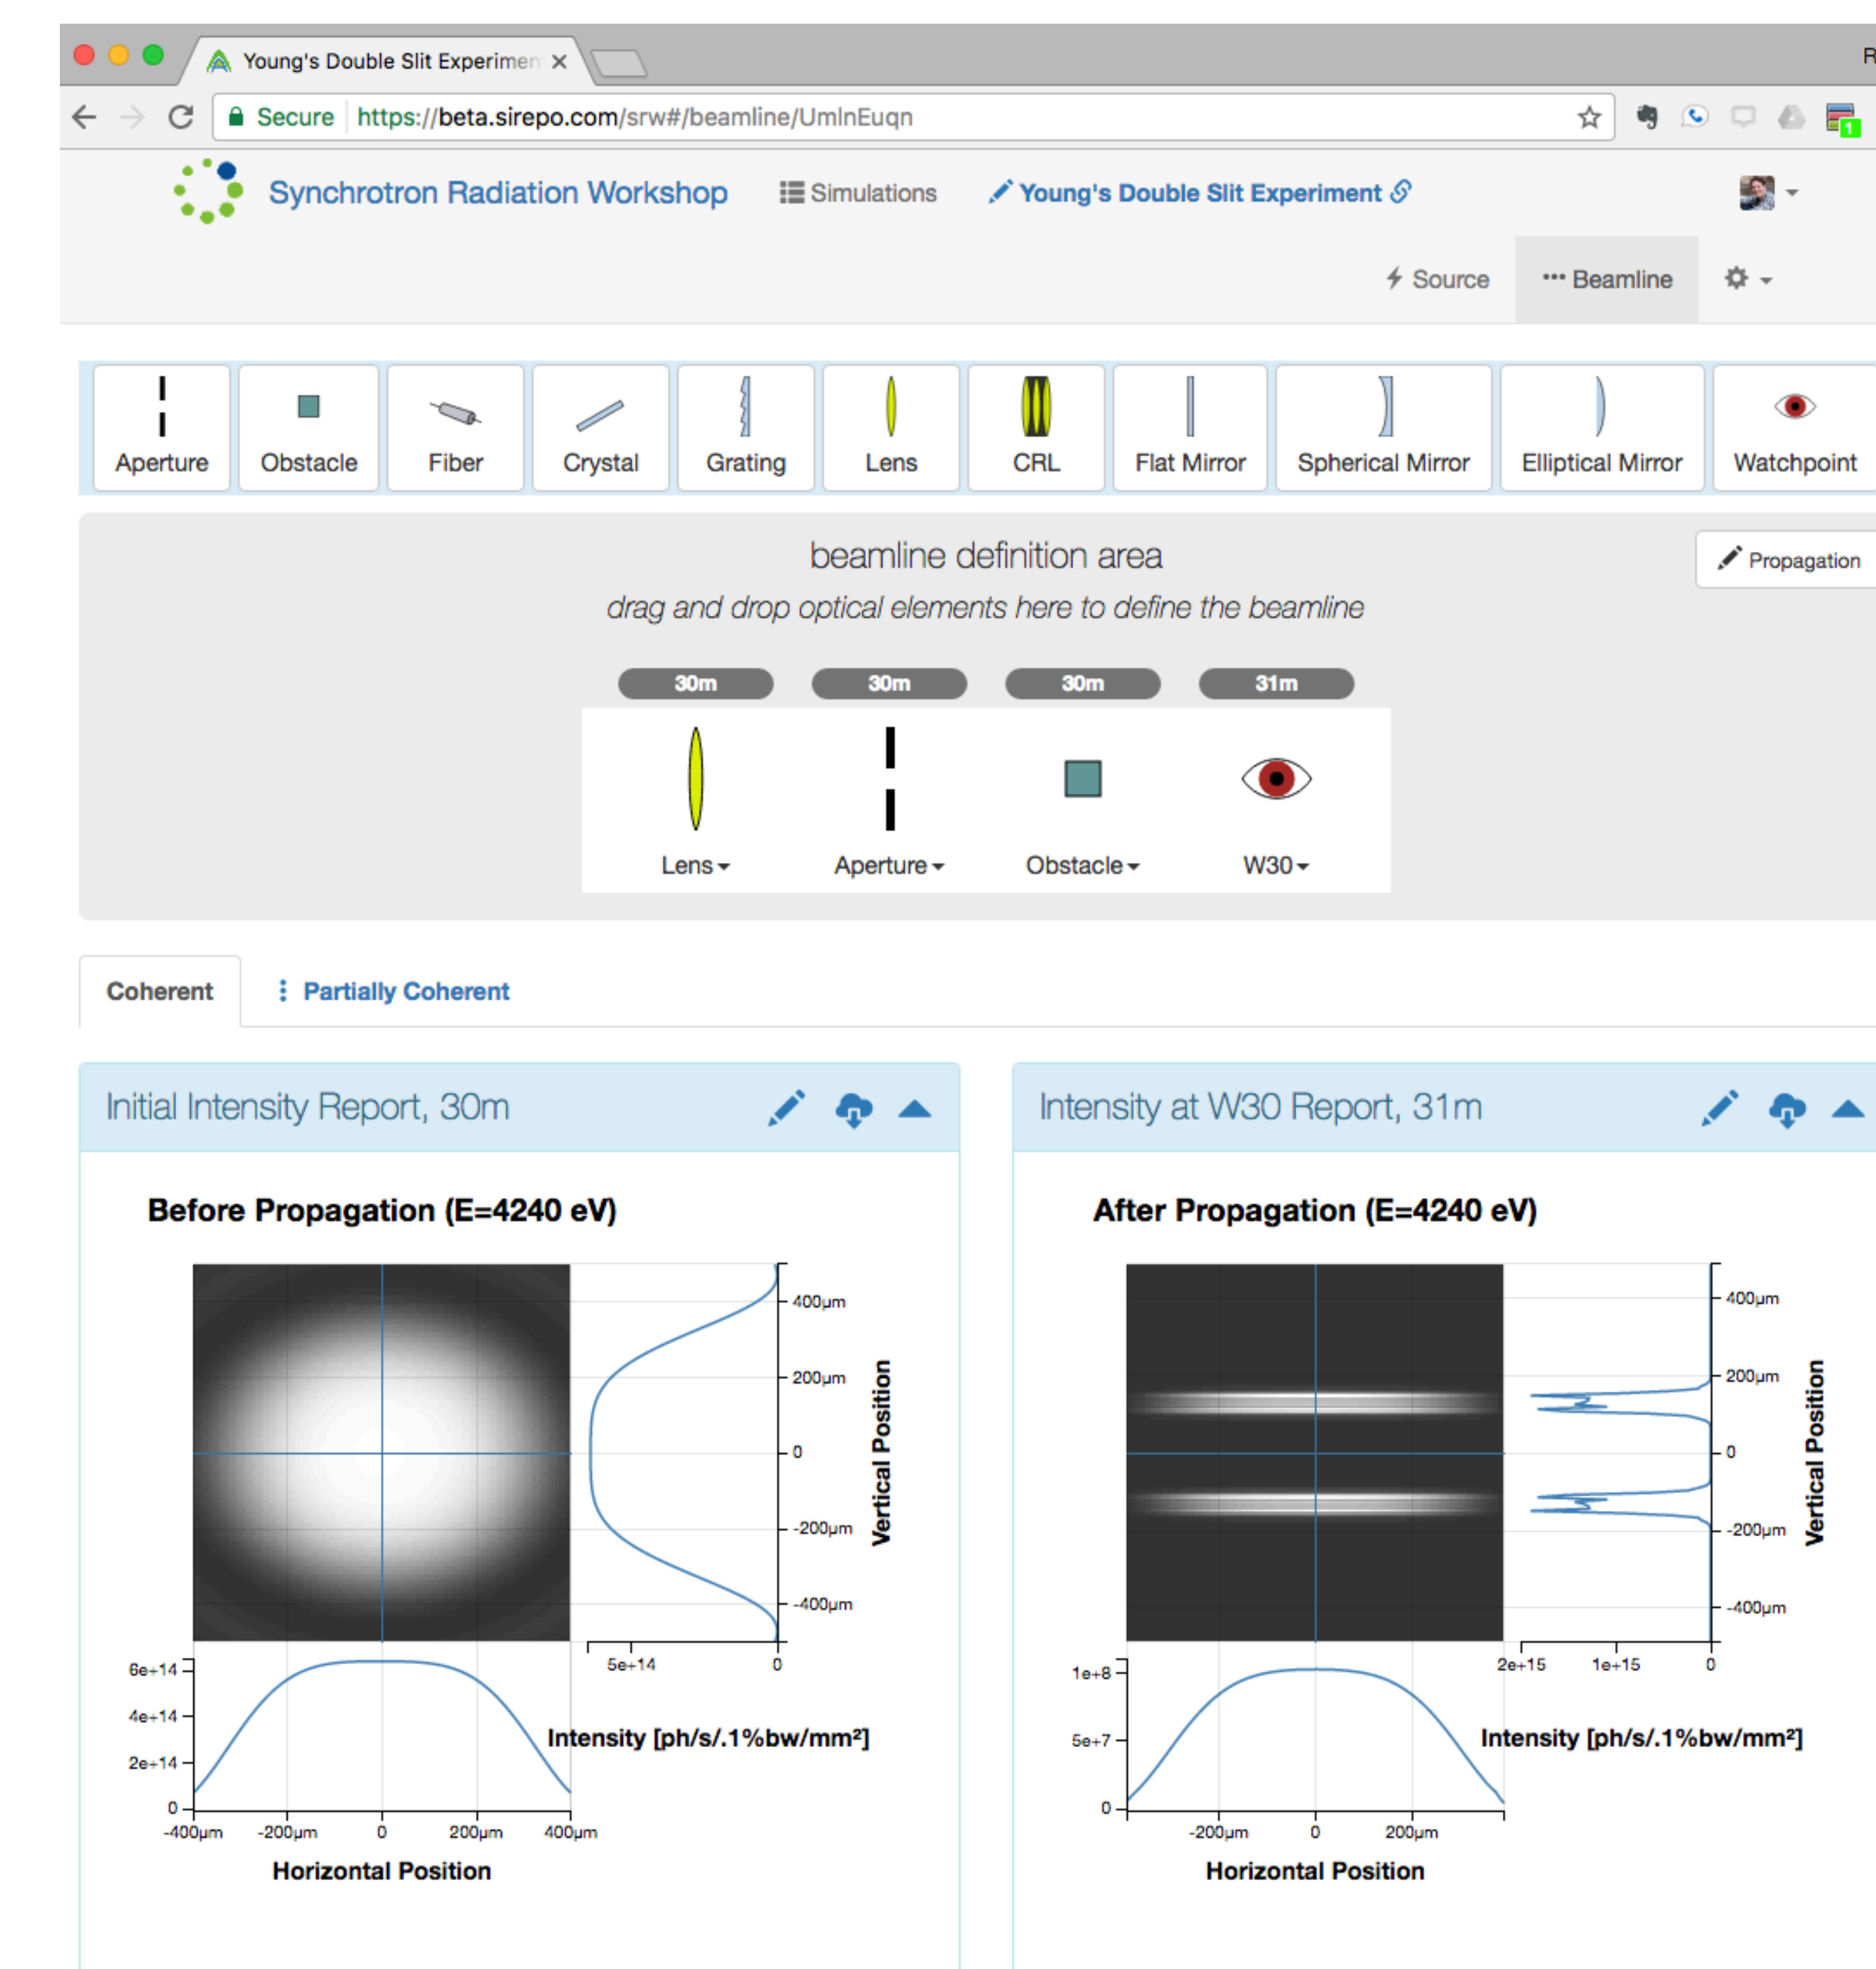 Young's Double Slit Experimen
R
Secure https://beta.sirepo.com/srw#/beamline/UmlnEuqn
1
Synchrotron Radiation Workshop Simulations Young's Double Slit Experiment
Source Beamline
Aperture Obstacle Fiber Crystal Grating Lens CRL Flat Mirror Spherical Mirror Elliptical Mirror Watchpoint
beamline definition area
Propagation
drag and drop optical elements here to define the beamline
30m 30m 30m 31m
Lens Aperture Obstacle W30
Coherent Partially Coherent
Initial Intensity Report, 30m
Before Propagation (E=4240 eV)
400µm
200µm
0
-200µm
-400µm
Vertical Position
5e+14 0
6e+14
4e+14
2e+14
0
Intensity [ph/s/.1%bw/mm²]
-400µm -200µm 0 200µm 400µm
Horizontal Position
Intensity at W30 Report, 31m
After Propagation (E=4240 eV)
400µm
200µm
0
-200µm
-400µm
Vertical Position
2e+15 1e+15 0
1e+8
5e+7
0
Intensity [ph/s/.1%bw/mm²]
-200µm 0 200µm
Horizontal Position